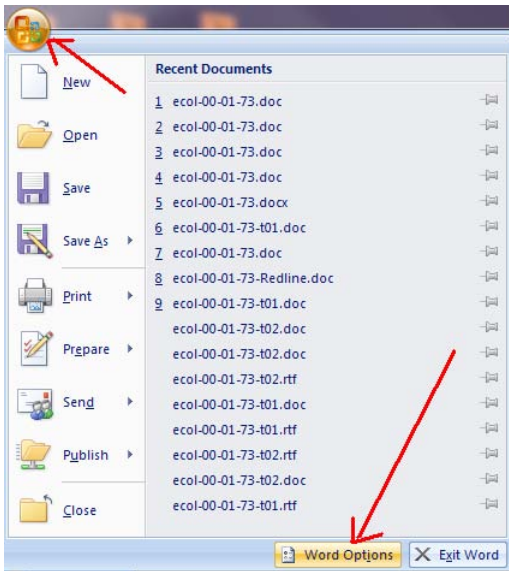 Recent Documents
New
Open
Save
Save As
Print
Prepare
Send
Publish
Close
1 ecol-00-01-73.doc
2 ecol-00-01-73.doc
3 ecol-00-01-73.doc
4 ecol-00-01-73.doc
5 ecol-00-01-73.docx
6 ecol-00-01-73-t01.doc
7 ecol-00-01-73.doc
8 ecol-00-01-73-Redline.doc
9 ecol-00-01-73-t01.doc
ecol-00-01-73-t02.doc
ecol-00-01-73-t02.doc
ecol-00-01-73-t02.rtf
ecol-00-01-73-t01.doc
ecol-00-01-73-t01.rtf
ecol-00-01-73-t02.rtf
ecol-00-01-73-t02.doc
ecol-00-01-73-t01.rtf
Word Options
Exit Word